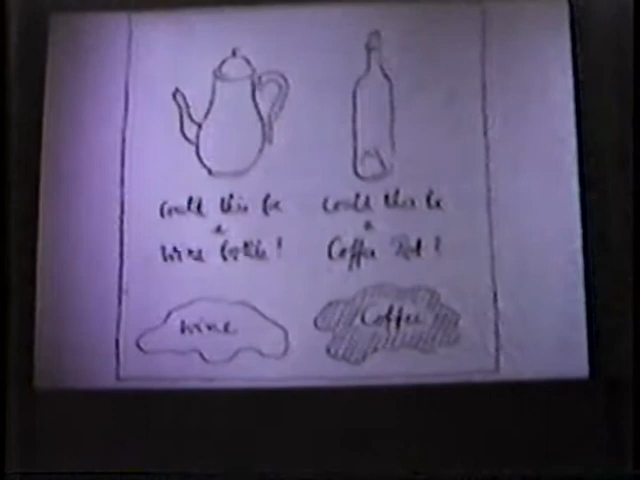 Could this be
a
Wine bottle!
Could this be
a
Coffee Pot!
Wine
Coffee